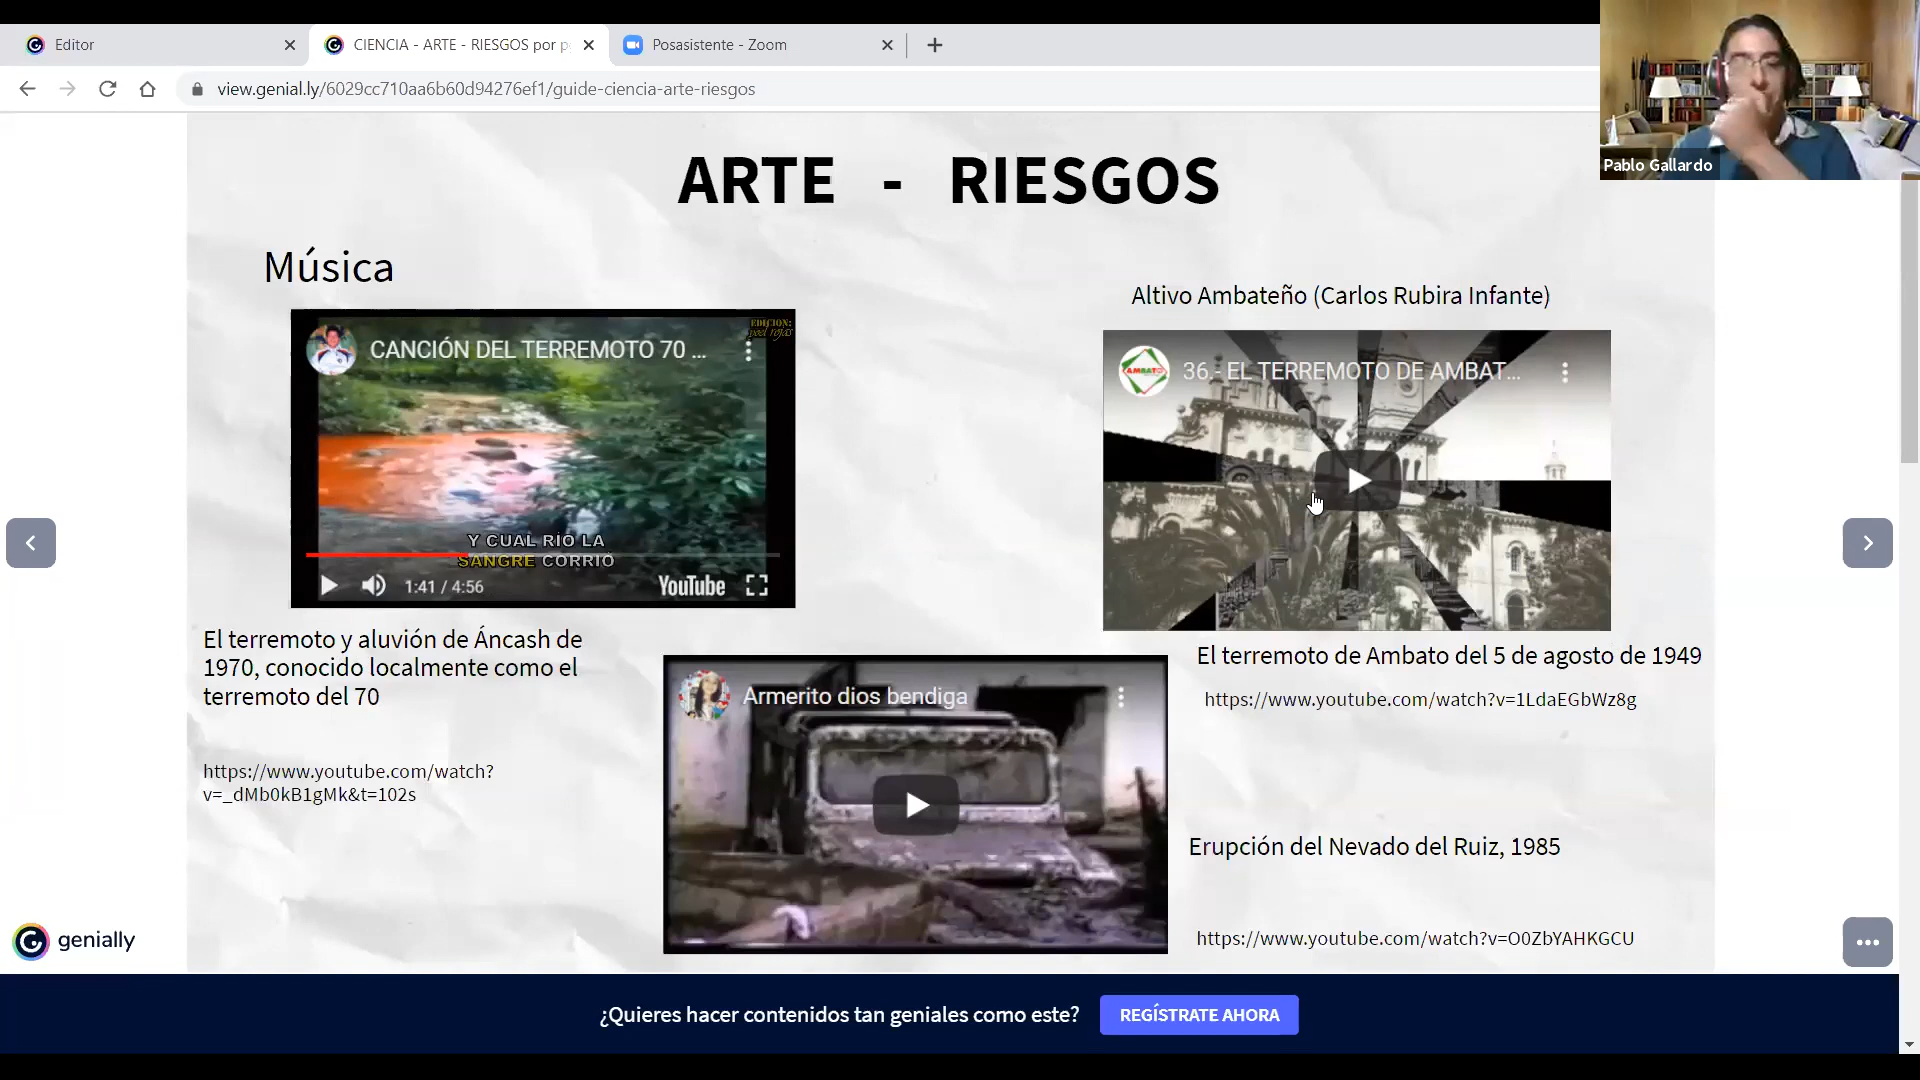 Editor
CIENCIA - ARTE - RIESGOS por p
Posasistente - Zoom
view.genial.ly/6029cc710aa6b60d94276ef1/guide-ciencia-arte-riesgos
Pablo Gallardo
ARTE - RIESGOS
Música
Altivo Ambateño (Carlos Rubira Infante)
EDICION:
poel rojas
CANCIÓN DEL TERREMOTO 70 ...
36.- EL TERREMOTO DE AMBAT...
AMBATO
Y CUAL RIO LA
SANGRE CORRIO
1:41 / 4:56
YouTube
El terremoto y aluvión de Áncash de
1970, conocido localmente como el
terremoto del 70
El terremoto de Ambato del 5 de agosto de 1949
https://www.youtube.com/watch?v=1LdaEGbWz8g
Armerito dios bendiga
https://www.youtube.com/watch?
v=_dMb0kB1gMk&t=102s
Erupción del Nevado del Ruiz, 1985
https://www.youtube.com/watch?v=O0ZbYAHKGCU
genially
¿Quieres hacer contenidos tan geniales como este?
REGÍSTRATE AHORA